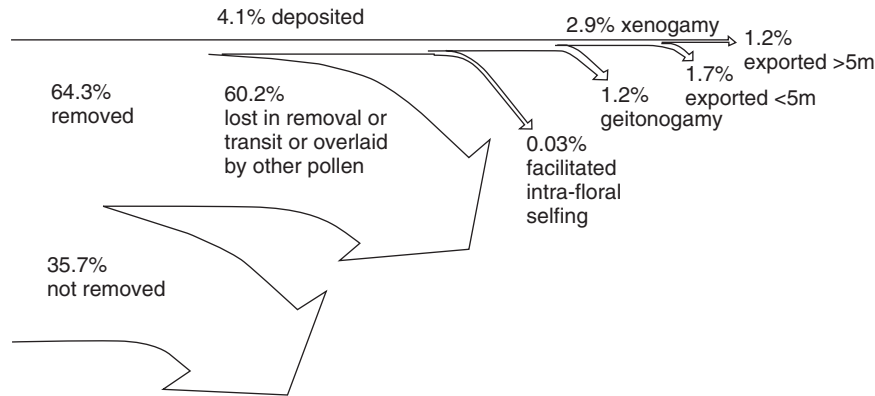 4.1% deposited
2.9% xenogamy
1.2%
exported >5m
1.7%
exported <5m
1.2%
geitonogamy
0.03%
facilitated
intra-floral
selfing
60.2%
lost in removal or
transit or overlaid
by other pollen
64.3%
removed
35.7%
not removed